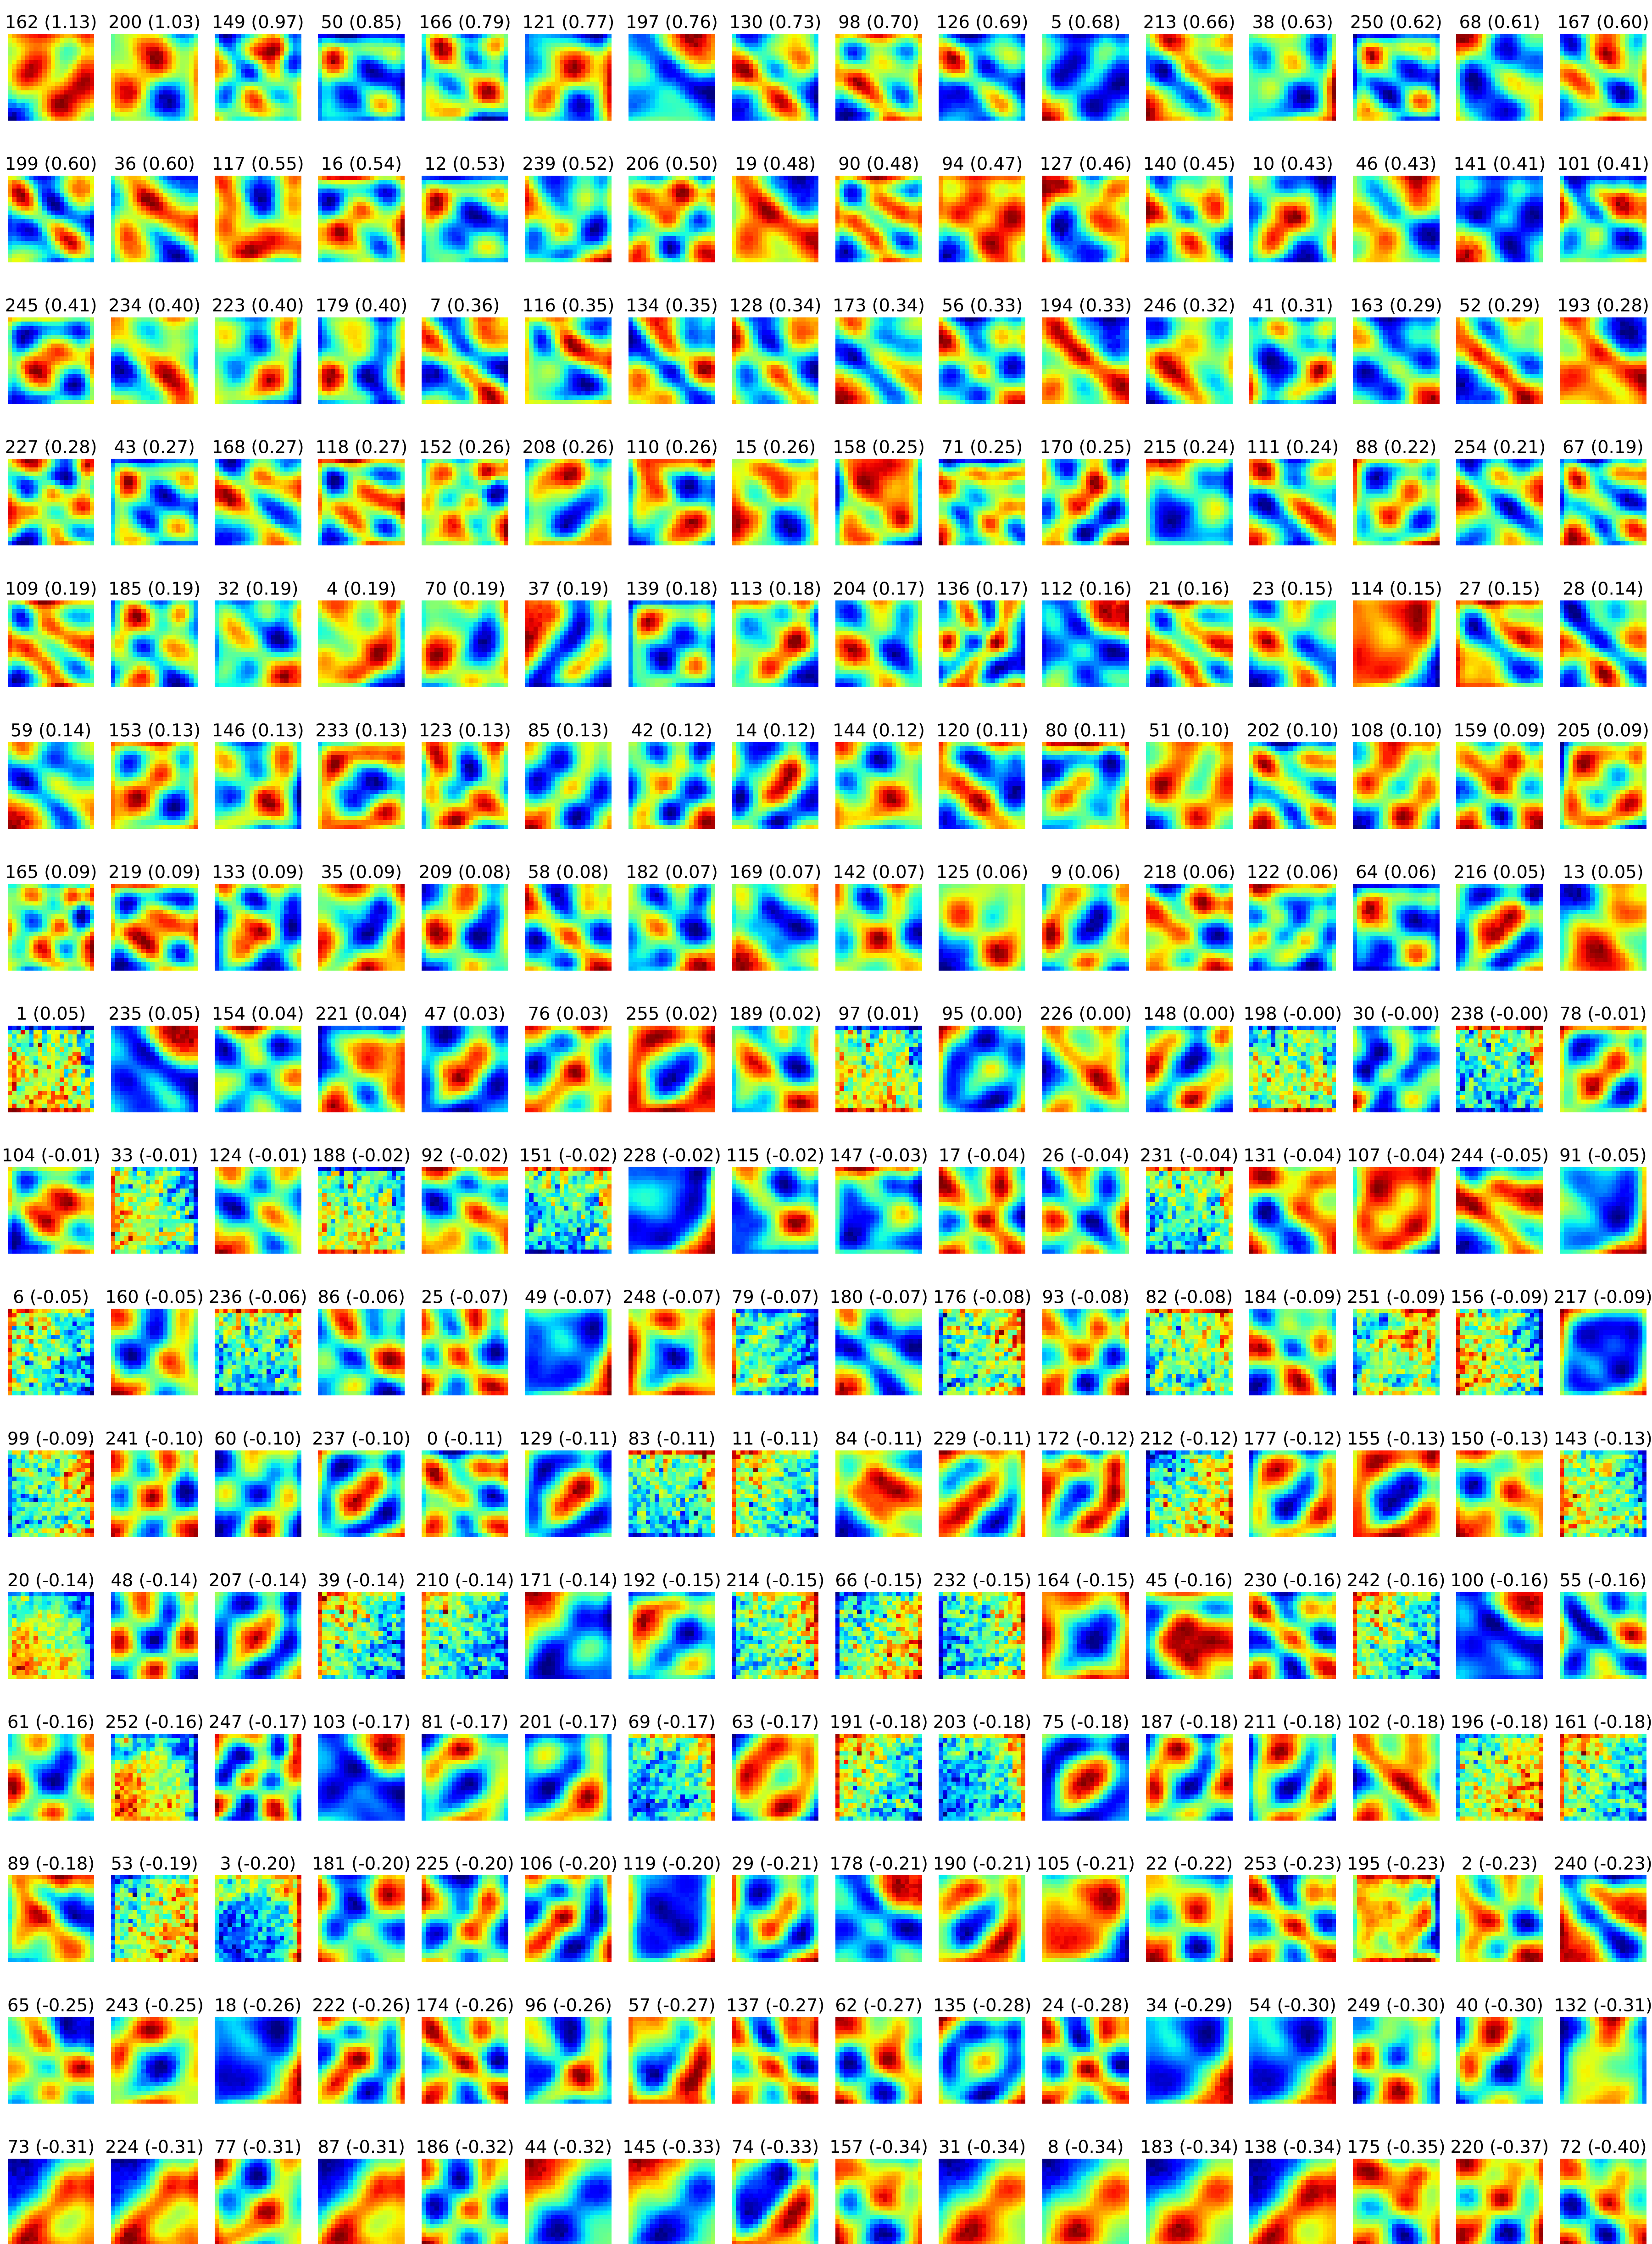 162 (1.13) 200 (1.03) 149 (0.97) 50 (0.85) 166 (0.79) 121 (0.77) 197 (0.76) 130 (0.73) 98 (0.70) 126 (0.69) 5 (0.68) 213 (0.66) 38 (0.63) 250 (0.62) 68 (0.61) 167 (0.60)
199 (0.60) 36 (0.60) 117 (0.55) 16 (0.54) 12 (0.53) 239 (0.52) 206 (0.50) 19 (0.48) 90 (0.48) 94 (0.47) 127 (0.46) 140 (0.45) 10 (0.43) 46 (0.43) 141 (0.41) 101 (0.41)
245 (0.41) 234 (0.40) 223 (0.40) 179 (0.40) 7 (0.36) 116 (0.35) 134 (0.35) 128 (0.34) 173 (0.34) 56 (0.33) 194 (0.33) 246 (0.32) 41 (0.31) 163 (0.29) 52 (0.29) 193 (0.28)
227 (0.28) 43 (0.27) 168 (0.27) 118 (0.27) 152 (0.26) 208 (0.26) 110 (0.26) 15 (0.26) 158 (0.25) 71 (0.25) 170 (0.25) 215 (0.24) 111 (0.24) 88 (0.22) 254 (0.21) 67 (0.19)
109 (0.19) 185 (0.19) 32 (0.19) 4 (0.19) 70 (0.19) 37 (0.19) 139 (0.18) 113 (0.18) 204 (0.17) 136 (0.17) 112 (0.16) 21 (0.16) 23 (0.15) 114 (0.15) 27 (0.15) 28 (0.14)
59 (0.14) 153 (0.13) 146 (0.13) 233 (0.13) 123 (0.13) 85 (0.13) 42 (0.12) 14 (0.12) 144 (0.12) 120 (0.11) 80 (0.11) 51 (0.10) 202 (0.10) 108 (0.10) 159 (0.09) 205 (0.09)
165 (0.09) 219 (0.09) 133 (0.09) 35 (0.09) 209 (0.08) 58 (0.08) 182 (0.07) 169 (0.07) 142 (0.07) 125 (0.06) 9 (0.06) 218 (0.06) 122 (0.06) 64 (0.06) 216 (0.05) 13 (0.05)
1 (0.05) 235 (0.05) 154 (0.04) 221 (0.04) 47 (0.03) 76 (0.03) 255 (0.02) 189 (0.02) 97 (0.01) 95 (0.00) 226 (0.00) 148 (0.00) 198 (-0.00) 30 (-0.00) 238 (-0.00) 78 (-0.01)
104 (-0.01) 33 (-0.01) 124 (-0.01) 188 (-0.02) 92 (-0.02) 151 (-0.02) 228 (-0.02) 115 (-0.02) 147 (-0.03) 17 (-0.04) 26 (-0.04) 231 (-0.04) 131 (-0.04) 107 (-0.04) 244 (-0.05) 91 (-0.05)
6 (-0.05) 160 (-0.05) 236 (-0.06) 86 (-0.06) 25 (-0.07) 49 (-0.07) 248 (-0.07) 79 (-0.07) 180 (-0.07) 176 (-0.08) 93 (-0.08) 82 (-0.08) 184 (-0.09) 251 (-0.09) 156 (-0.09) 217 (-0.09)
99 (-0.09) 241 (-0.10) 60 (-0.10) 237 (-0.10) 0 (-0.11) 129 (-0.11) 83 (-0.11) 11 (-0.11) 84 (-0.11) 229 (-0.11) 172 (-0.12) 212 (-0.12) 177 (-0.12) 155 (-0.13) 150 (-0.13) 143 (-0.13)
20 (-0.14) 48 (-0.14) 207 (-0.14) 39 (-0.14) 210 (-0.14) 171 (-0.14) 192 (-0.15) 214 (-0.15) 66 (-0.15) 232 (-0.15) 164 (-0.15) 45 (-0.16) 230 (-0.16) 242 (-0.16) 100 (-0.16) 55 (-0.16)
61 (-0.16) 252 (-0.16) 247 (-0.17) 103 (-0.17) 81 (-0.17) 201 (-0.17) 69 (-0.17) 63 (-0.17) 191 (-0.18) 203 (-0.18) 75 (-0.18) 187 (-0.18) 211 (-0.18) 102 (-0.18) 196 (-0.18) 161 (-0.18)
89 (-0.18) 53 (-0.19) 3 (-0.20) 181 (-0.20) 225 (-0.20) 106 (-0.20) 119 (-0.20) 29 (-0.21) 178 (-0.21) 190 (-0.21) 105 (-0.21) 22 (-0.22) 253 (-0.23) 195 (-0.23) 2 (-0.23) 240 (-0.23)
65 (-0.25) 243 (-0.25) 18 (-0.26) 222 (-0.26) 174 (-0.26) 96 (-0.26) 57 (-0.27) 137 (-0.27) 62 (-0.27) 135 (-0.28) 24 (-0.28) 34 (-0.29) 54 (-0.30) 249 (-0.30) 40 (-0.30) 132 (-0.31)
73 (-0.31) 224 (-0.31) 77 (-0.31) 87 (-0.31) 186 (-0.32) 44 (-0.32) 145 (-0.33) 74 (-0.33) 157 (-0.34) 31 (-0.34) 8 (-0.34) 183 (-0.34) 138 (-0.34) 175 (-0.35) 220 (-0.37) 72 (-0.40)